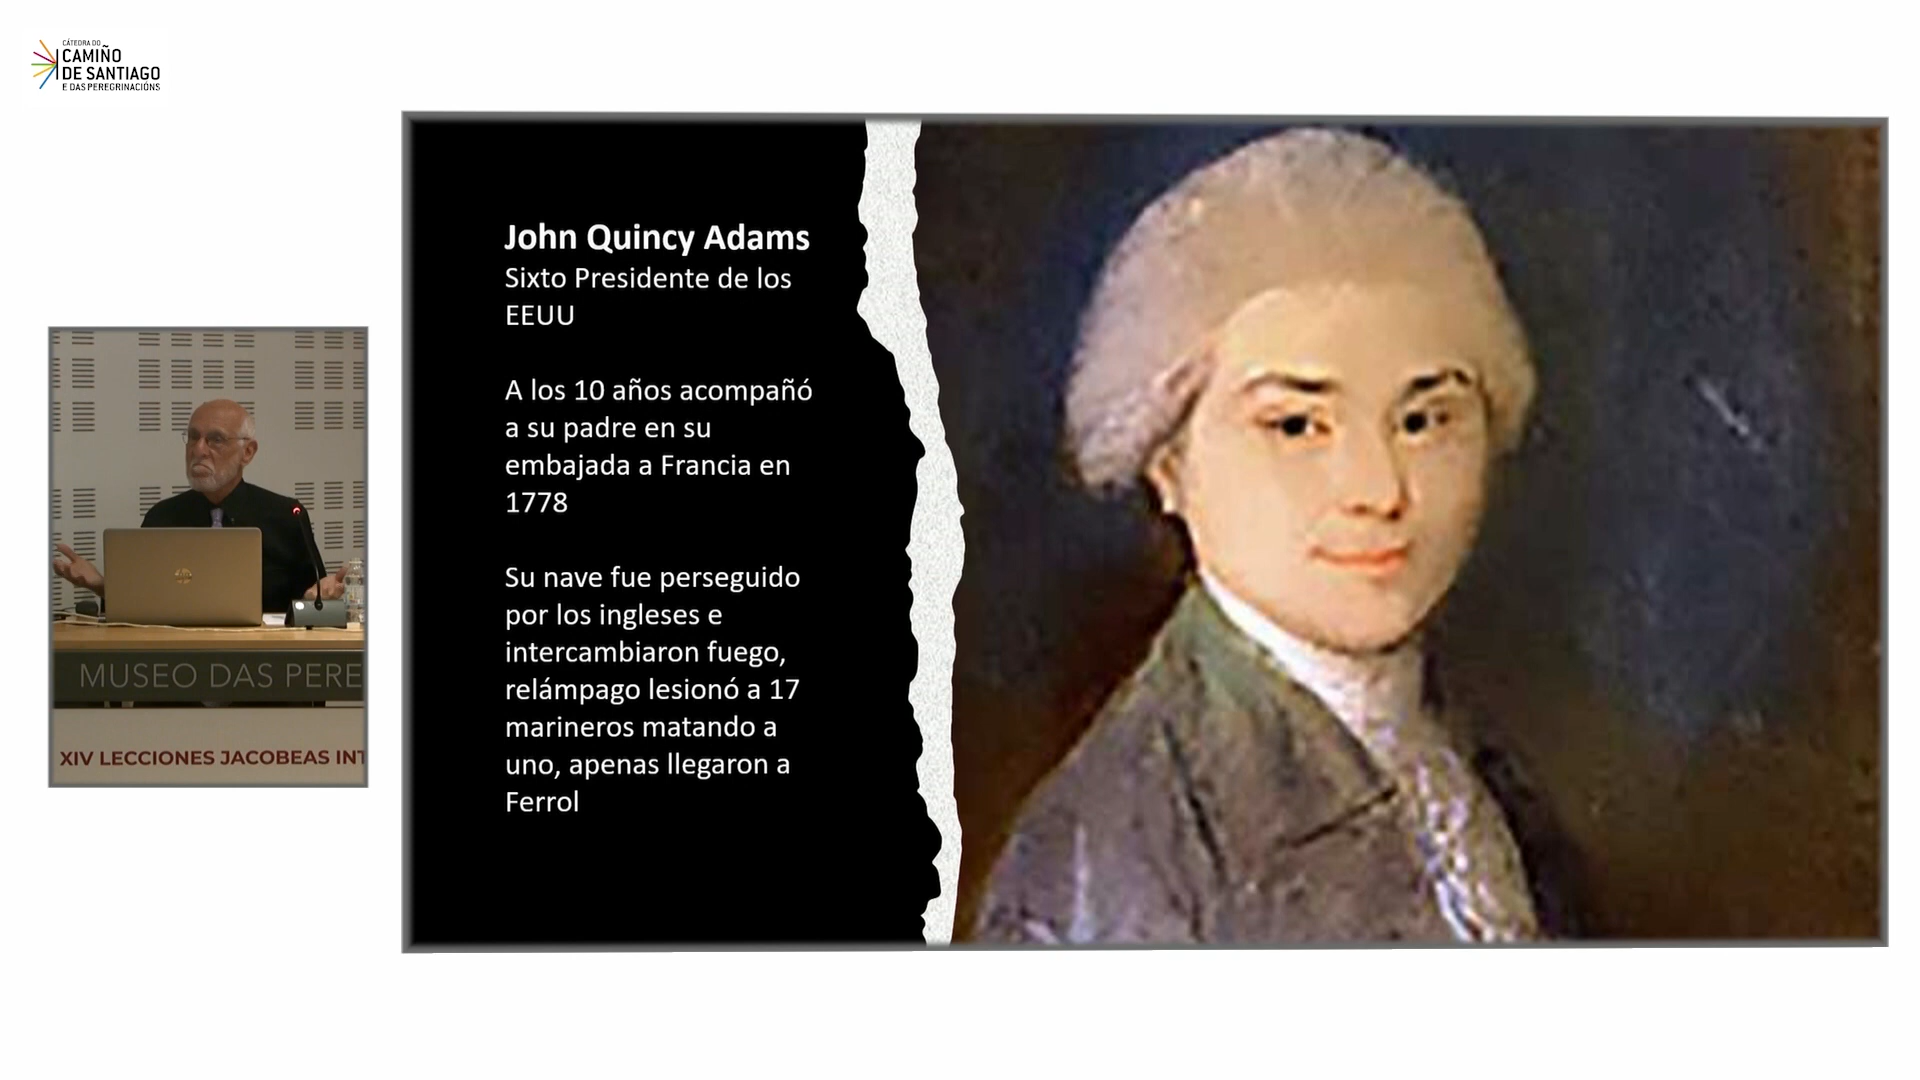 CÁTEDRA DO
CAMIÑO
DE SANTIAGO
E DAS PEREGRINACIÓNS
John Quincy Adams
Sixto Presidente de los
EEUU
A los 10 años acompañó
a su padre en su
embajada a Francia en
1778
Su nave fue perseguido
por los ingleses e
intercambiaron fuego,
relámpago lesionó a 17
marineros matando a
uno, apenas llegaron a
Ferrol
MUSEO DAS PERE
XIV LECCIONES JACOBEAS INT